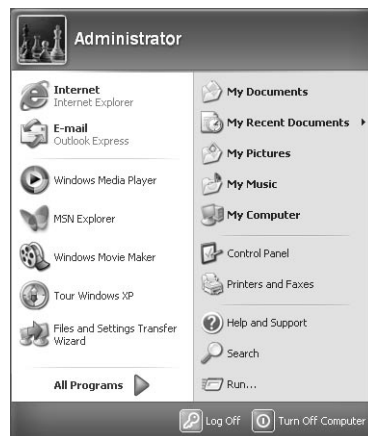 Administrator
Internet
Internet Explorer
E-mail
Outlook Express
Windows Media Player
MSN Explorer
Windows Movie Maker
Tour Windows XP
Files and Settings Transfer
Wizard
All Programs
My Documents
My Recent Documents
My Pictures
My Music
My Computer
Control Panel
Printers and Faxes
Help and Support
Search
Run...
Log Off
Turn Off Computer